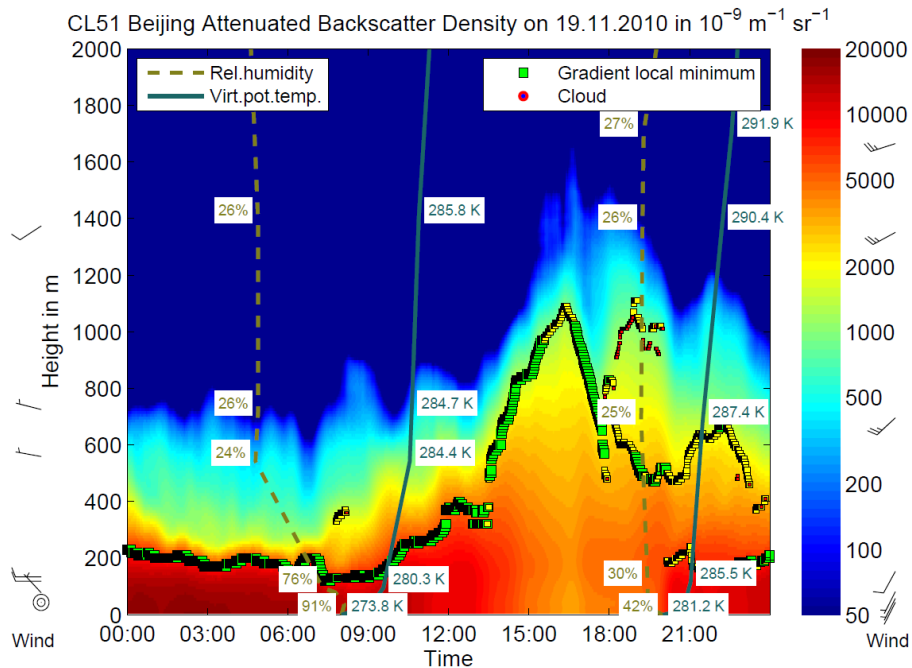 CL51 Beijing Attenuated Backscatter Density on 19.11.2010 in 10⁻⁹ m⁻¹ sr⁻¹
Rel.humidity
Virt.pot.temp.
Gradient local minimum
Cloud
Height in m
2000
1800
1600
1400
1200
1000
800
600
400
200
0
26%
26%
24%
76%
91%
285.8 K
284.7 K
284.4 K
280.3 K
273.8 K
27%
26%
25%
30%
42%
291.9 K
290.4 K
287.4 K
285.5 K
281.2 K
20000
10000
5000
2000
1000
500
200
100
50
00:00
03:00
06:00
09:00
12:00
15:00
18:00
21:00
Wind
Time
Wind